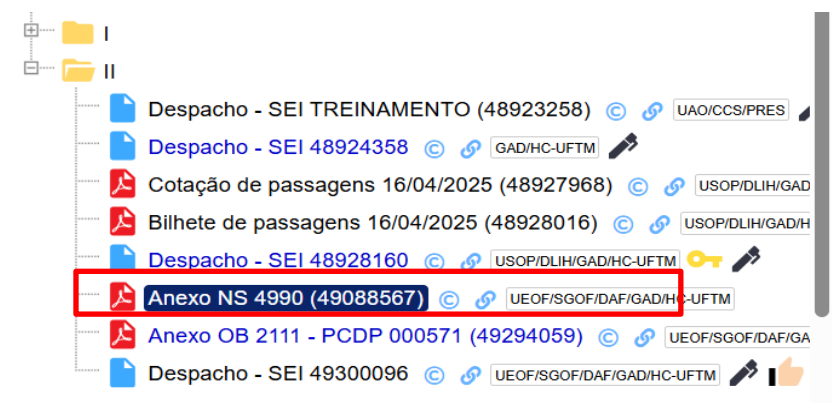 I
II
Despacho - SEI TREINAMENTO (48923258) © UAO/CCS/PRES
Despacho - SEI 48924358 © GAD/HC-UFTM
Cotação de passagens 16/04/2025 (48927968) © USOP/DLIH/GAD
Bilhete de passagens 16/04/2025 (48928016) © USOP/DLIH/GAD/H
Despacho - SEI 48928160 © USOP/DLIH/GAD/HC-UFTM
Anexo NS 4990 (49088567) © UEOF/SGOF/DAF/GAD/HC-UFTM
Anexo OB 2111 - PCDP 000571 (49294059) © UEOF/SGOF/DAF/GA
Despacho - SEI 49300096 © UEOF/SGOF/DAF/GAD/HC-UFTM